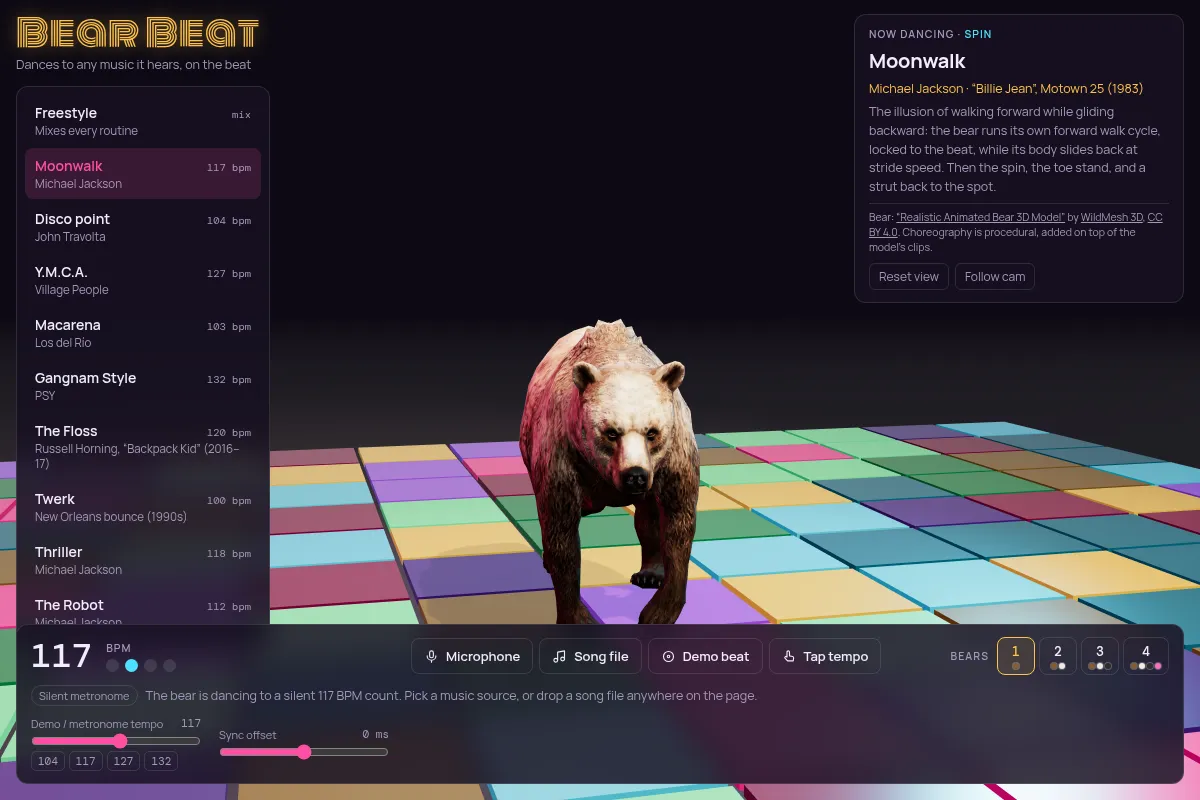 BEAR BEAT
Dances to any music it hears, on the beat
Freestyle
mix
Mixes every routine
Moonwalk
117 bpm
Michael Jackson
Disco point
104 bpm
John Travolta
Y.M.C.A.
127 bpm
Village People
Macarena
103 bpm
Los del Río
Gangnam Style
132 bpm
PSY
The Floss
120 bpm
Russell Horning, “Backpack Kid” (2016–
17)
Twerk
100 bpm
New Orleans bounce (1990s)
Thriller
118 bpm
Michael Jackson
The Robot
112 bpm
Michael Jackson
NOW DANCING · SPIN
Moonwalk
Michael Jackson · “Billie Jean”, Motown 25 (1983)
The illusion of walking forward while gliding
backward: the bear runs its own forward walk cycle,
locked to the beat, while its body slides back at
stride speed. Then the spin, the toe stand, and a
strut back to the spot.
Bear: “Realistic Animated Bear 3D Model” by WildMesh 3D, CC
BY 4.0. Choreography is procedural, added on top of the
model's clips.
Reset view
Follow cam
117
BPM
Microphone
Song file
Demo beat
Tap tempo
BEARS
1
2
3
4
Silent metronome
The bear is dancing to a silent 117 BPM count. Pick a music source, or drop a song file anywhere on the page.
Demo / metronome tempo
117
104
117
127
132
Sync offset
0 ms